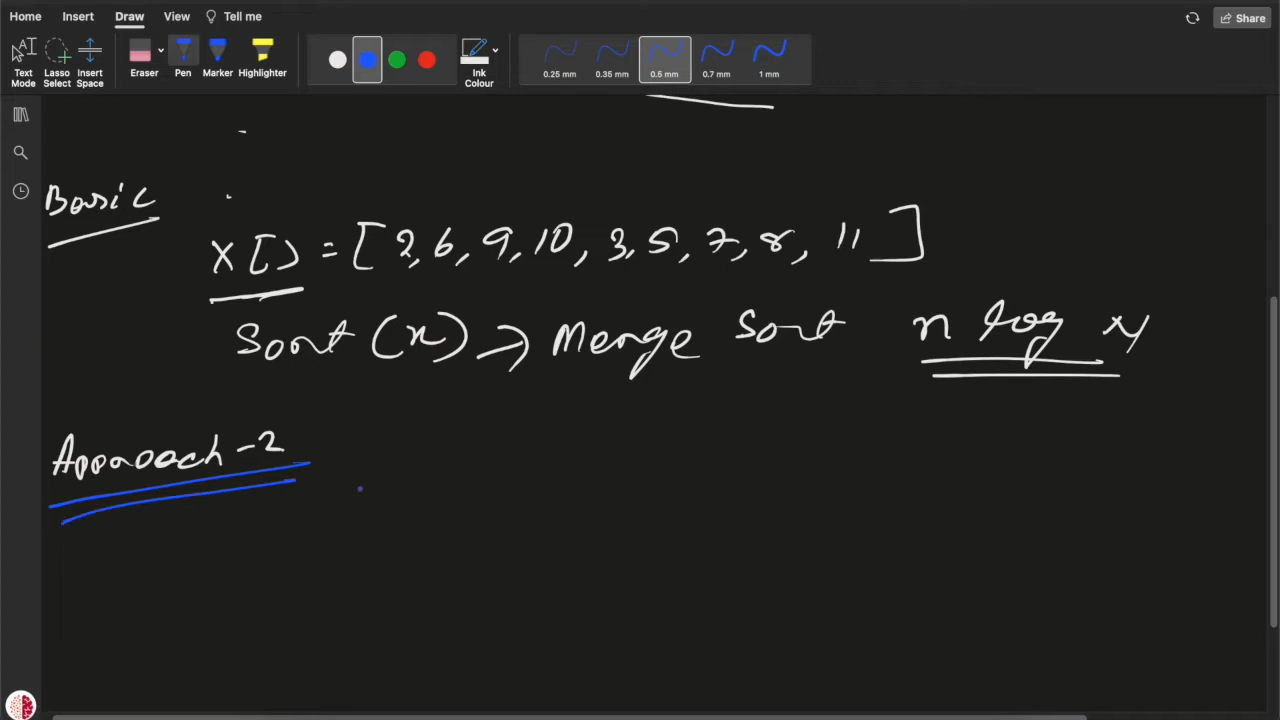 Home Insert Draw View Tell me Share
Text Mode Lasso Select Insert Space Eraser Pen Marker Highlighter Ink Colour 0.25 mm 0.35 mm 0.5 mm 0.7 mm 1 mm
Basic
X[] = [2, 6, 9, 10, 3, 5, 7, 8, 11]
Sort (x) → Merge Sort n log n
Approach-2